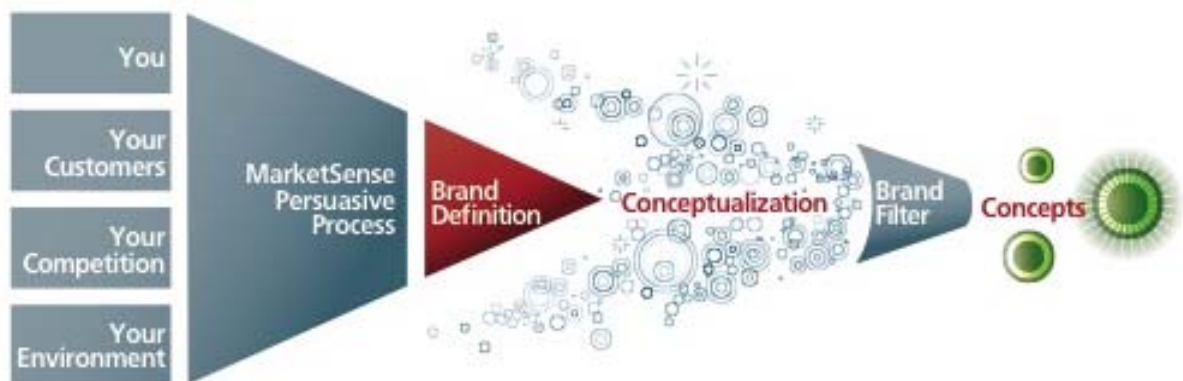 You
Your
Customers
Your
Competition
Your
Environment
MarketSense
Persuasive
Process
Brand
Definition
Conceptualization
Brand
Filter
Concepts